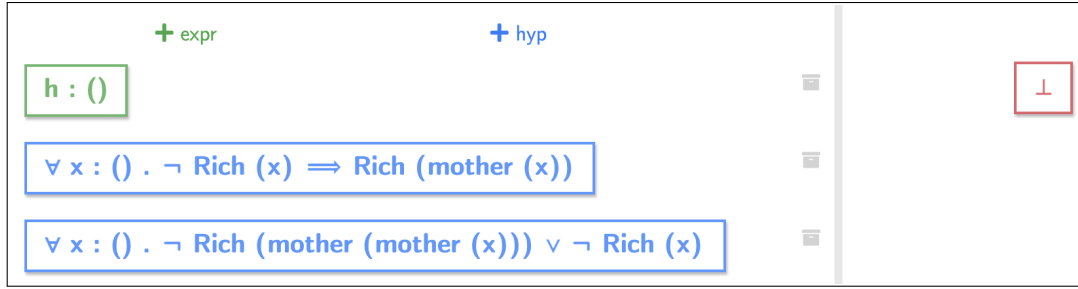 + expr + hyp
h : () ⊥
∀ x : () . ¬ Rich (x) ⟹ Rich (mother (x))
∀ x : () . ¬ Rich (mother (mother (x))) ∨ ¬ Rich (x)